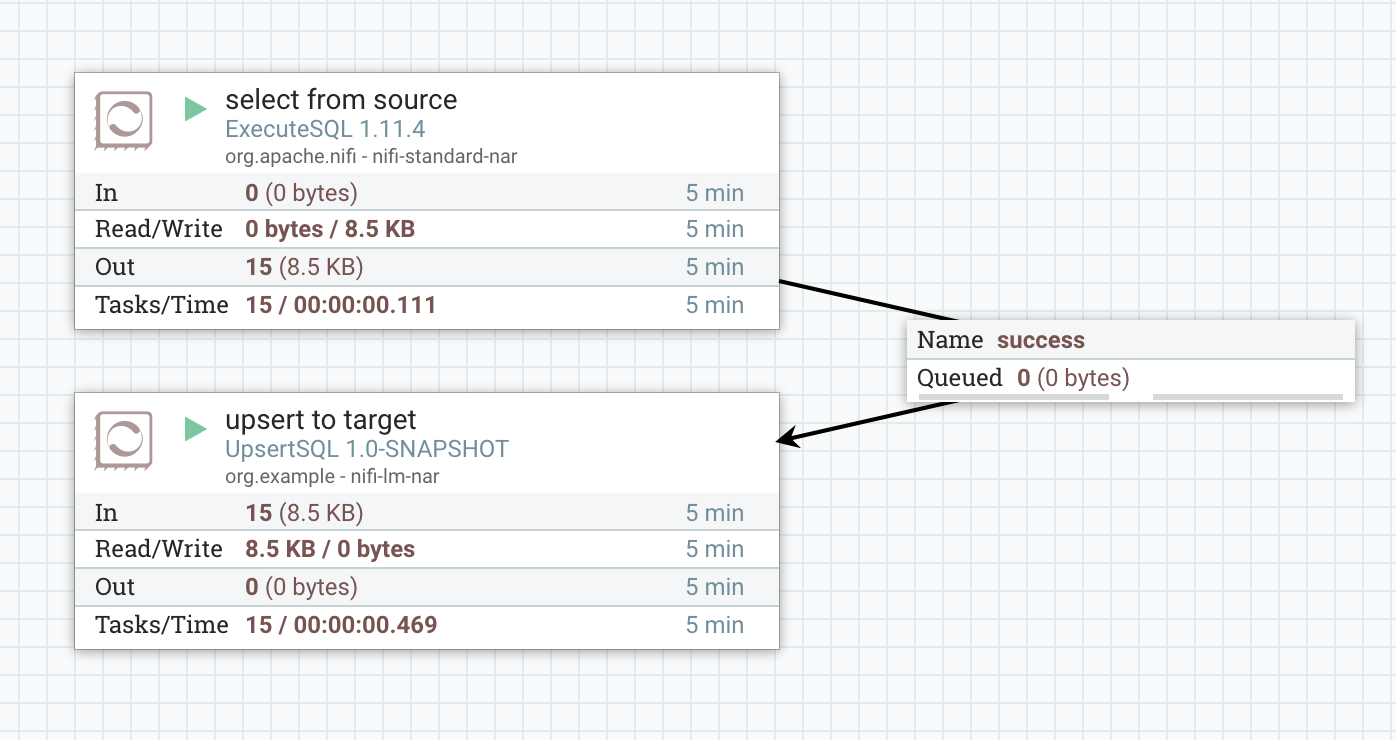 select from source
ExecuteSQL 1.11.4
org.apache.nifi - nifi-standard-nar
In 0 (0 bytes) 5 min
Read/Write 0 bytes / 8.5 KB 5 min
Out 15 (8.5 KB) 5 min
Tasks/Time 15 / 00:00:00.111 5 min
Name success
Queued 0 (0 bytes)
upsert to target
UpsertSQL 1.0-SNAPSHOT
org.example - nifi-lm-nar
In 15 (8.5 KB) 5 min
Read/Write 8.5 KB / 0 bytes 5 min
Out 0 (0 bytes) 5 min
Tasks/Time 15 / 00:00:00.469 5 min